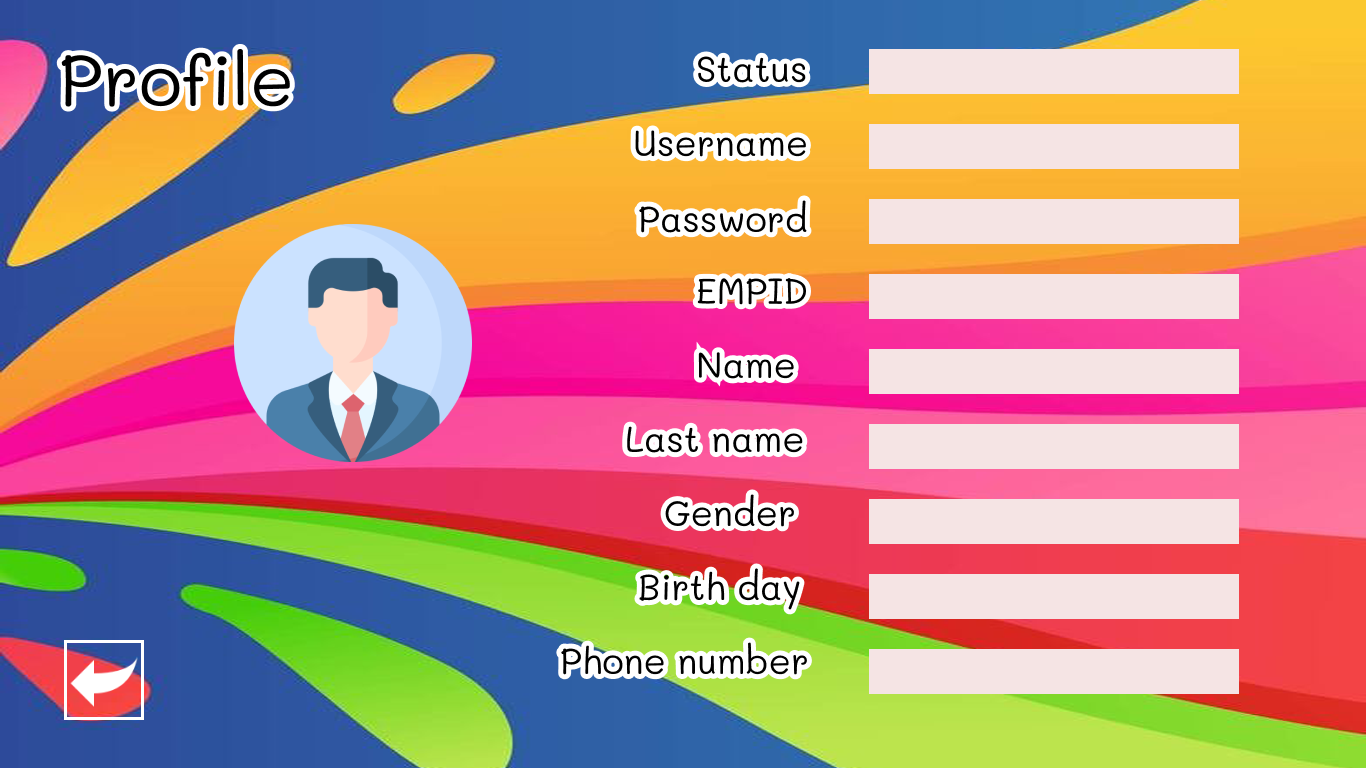 Profile
Status
Username
Password
EMPID
Name
Last name
Gender
Birth day
Phone number